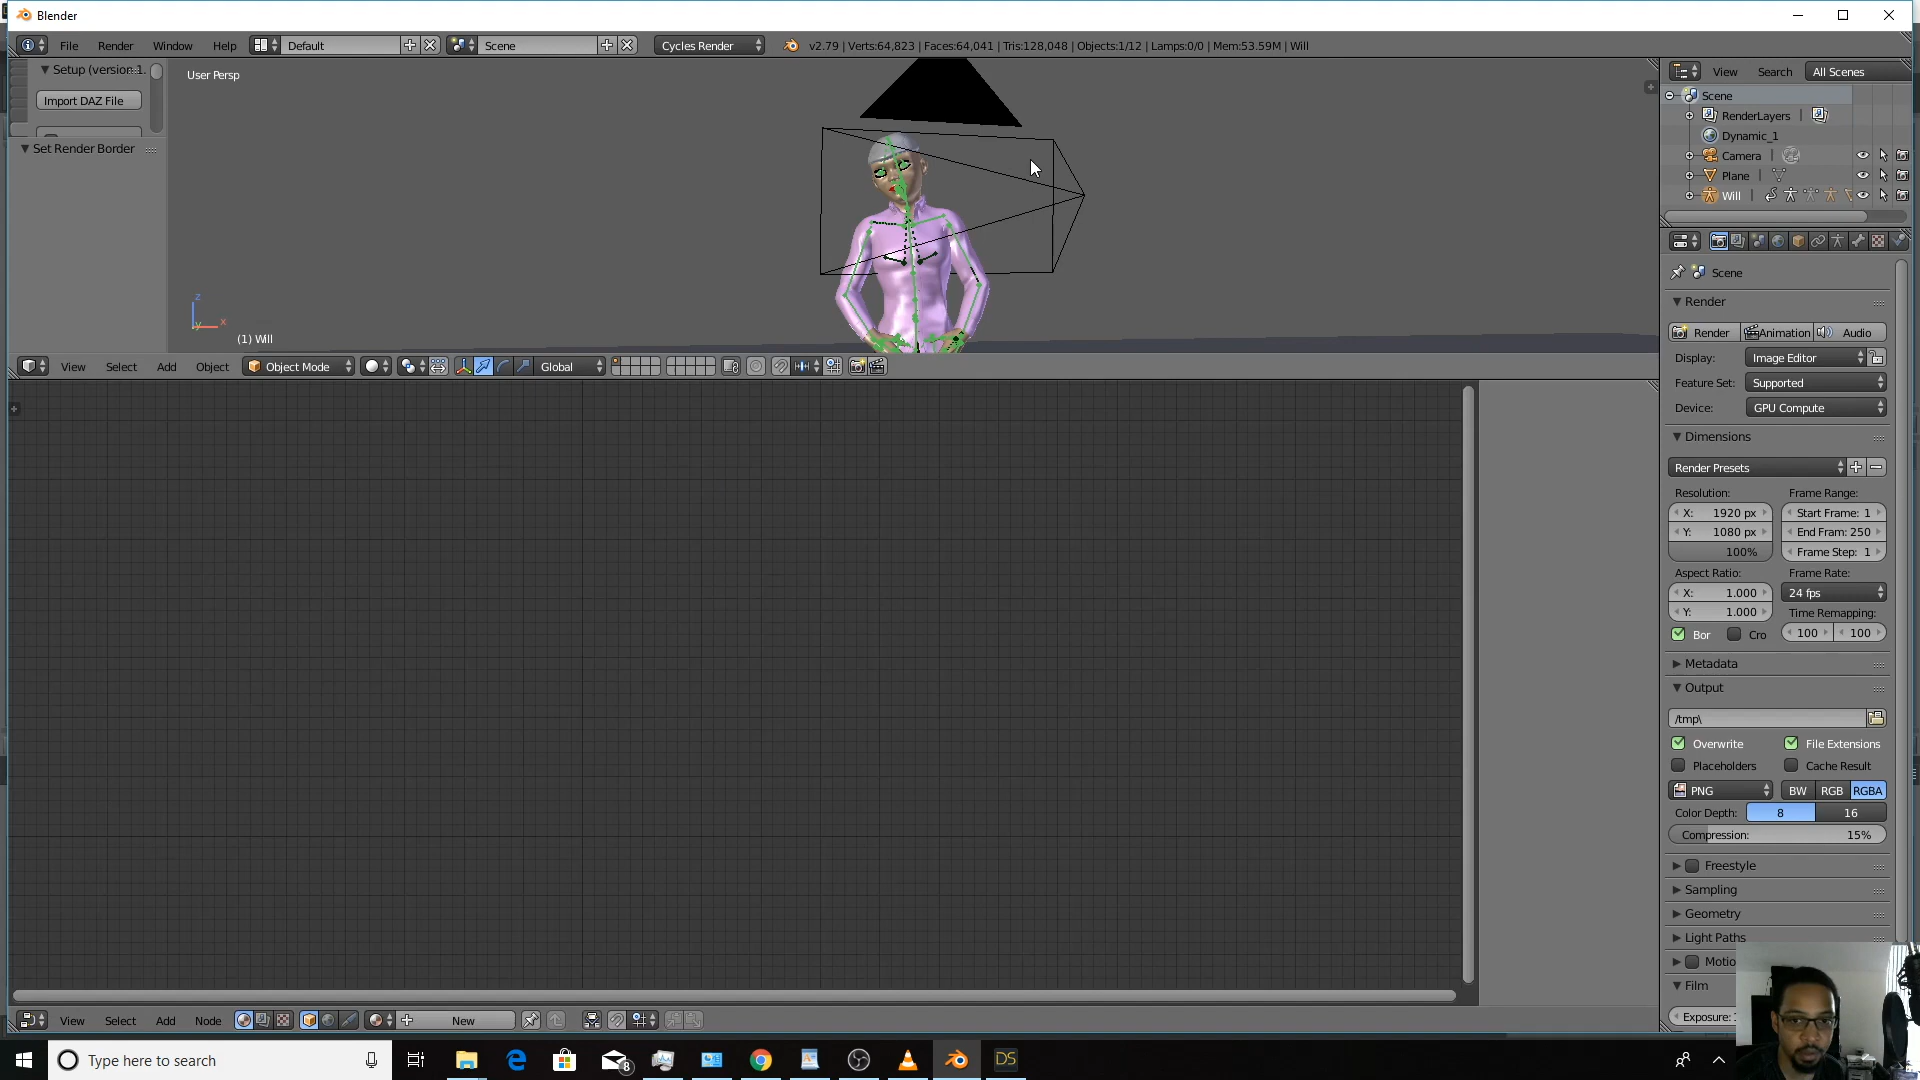 Blender
File Render Window Help Default Scene Cycles Render v2.79 | Verts:64,823 | Faces:64,041 | Tris:128,048 | Objects:1/12 | Lamps:0/0 | Mem:53.59M | Will
Setup (version 1.
Import DAZ File
Set Render Border
User Persp
z
x
y
(1) Will
View Select Add Object Object Mode Global
View Search All Scenes
Scene
RenderLayers
Dynamic_1
Camera
Plane
Will
Scene
Render
Render Animation Audio
Display: Image Editor
Feature Set: Supported
Device: GPU Compute
Dimensions
Render Presets
Resolution: Frame Range:
X: 1920 px Start Frame: 1
Y: 1080 px End Fram: 250
100% Frame Step: 1
Aspect Ratio: Frame Rate:
X: 1.000 24 fps
Y: 1.000 Time Remapping:
Bor Cro 100 100
Metadata
Output
/tmp\
Overwrite File Extensions
Placeholders Cache Result
PNG BW RGB RGBA
Color Depth: 8 16
Compression: 15%
Freestyle
Sampling
Geometry
Light Paths
Motio
Film
Exposure:
View Select Add Node New
Type here to search 8 DS